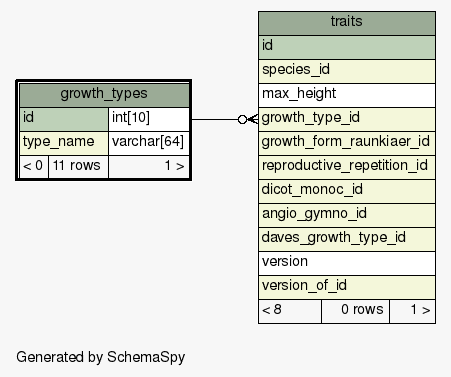 growth_types
id int[10]
type_name varchar[64]
< 0 11 rows 1 >
traits
id
species_id
max_height
growth_type_id
growth_form_raunkiaer_id
reproductive_repetition_id
dicot_monoc_id
angio_gymno_id
daves_growth_type_id
version
version_of_id
< 8 0 rows 1 >
Generated by SchemaSpy